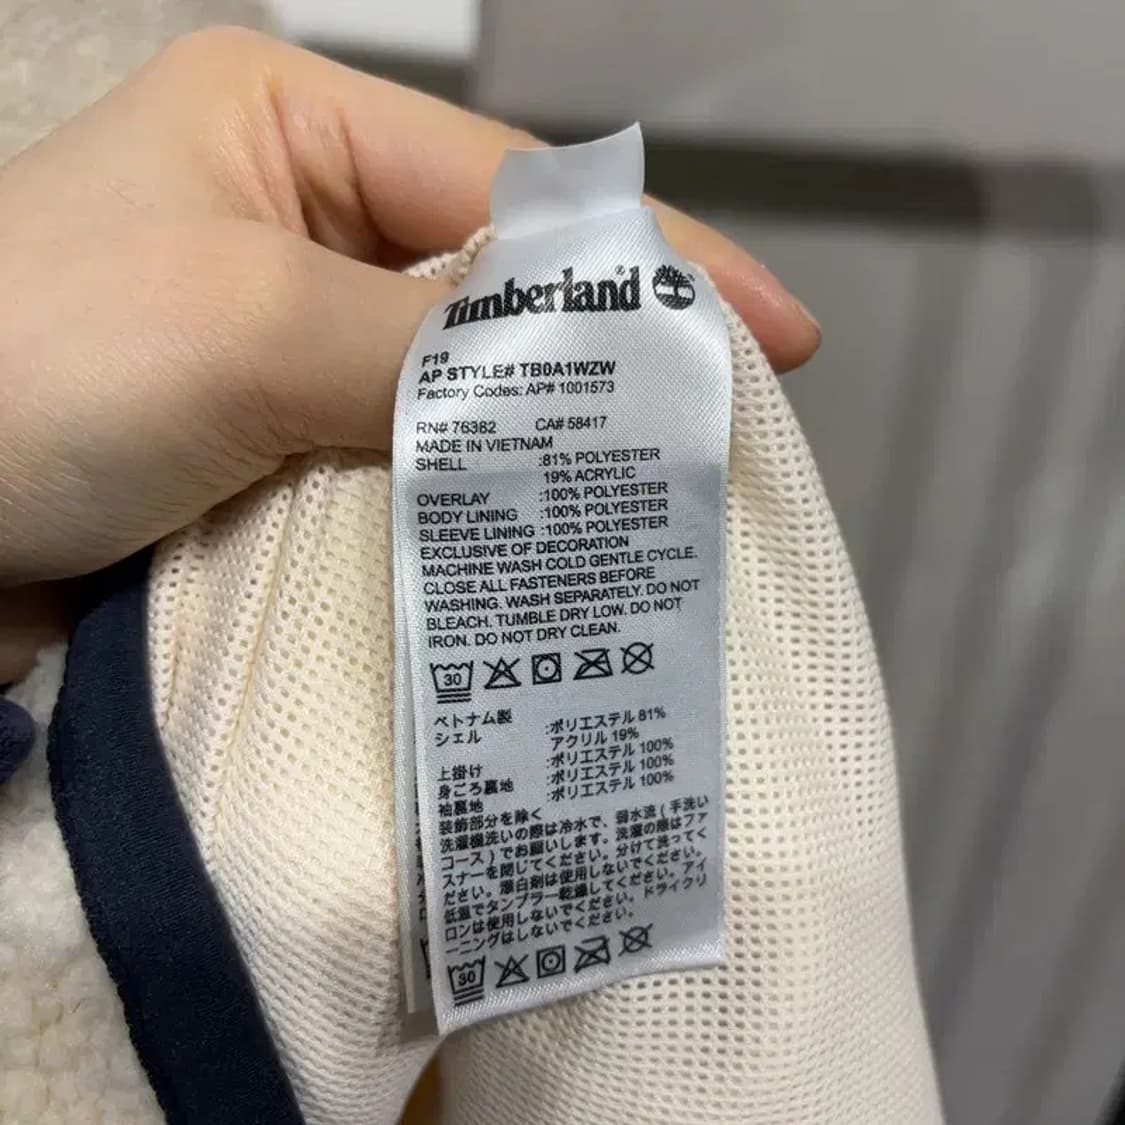 Timberland
F19
AP STYLE# TB0A1WZW
Factory Codes: AP# 1001573
RN# 76382 CA# 58417
MADE IN VIETNAM
SHELL :81% POLYESTER
19% ACRYLIC
OVERLAY :100% POLYESTER
BODY LINING :100% POLYESTER
SLEEVE LINING :100% POLYESTER
EXCLUSIVE OF DECORATION
MACHINE WASH COLD GENTLE CYCLE.
CLOSE ALL FASTENERS BEFORE
WASHING. WASH SEPARATELY. DO NOT
BLEACH. TUMBLE DRY LOW. DO NOT
IRON. DO NOT DRY CLEAN.
30
ベトナム製
シェル :ポリエステル 81%
アクリル 19%
上掛け :ポリエステル 100%
身ごろ裏地 :ポリエステル 100%
袖裏地 :ポリエステル 100%
装飾部分を除く
洗濯機洗いの際は冷水で、弱水流(手洗い
コース)でお願いします。洗濯の際はファ
スナーを閉じてください。分けて洗ってく
ださい。漂白剤は使用しないでください。
低温でタンブラー乾燥してください。アイ
ロンは使用しないでください。ドライクリ
ーニングはしないでください。
30